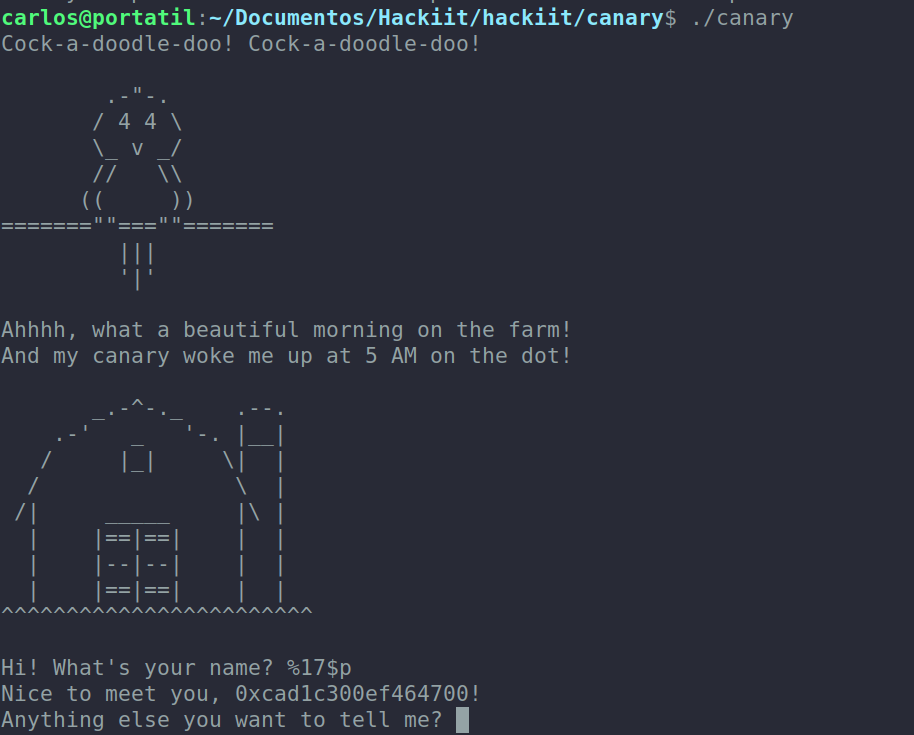 carlos@portatil:~/Documentos/Hackiit/hackiit/canary$ ./canary
Cock-a-doodle-doo! Cock-a-doodle-doo!
        .-"-.
       / 4 4 \
       \_ v _/
       //   \\
      ((     ))
=======""===""=======
         |||
         '|'
Ahhhh, what a beautiful morning on the farm!
And my canary woke me up at 5 AM on the dot!
       _.-^-._    .--.
    .-'   _   '-. |__|
   /     |_|     \|  |
  /               \  |
 /|     _____     |\ |
  |    |==|==|    |  |
  |    |--|--|    |  |
  |    |==|==|    |  |
^^^^^^^^^^^^^^^^^^^^^^^^
Hi! What's your name? %17$p
Nice to meet you, 0xcad1c300ef464700!
Anything else you want to tell me?